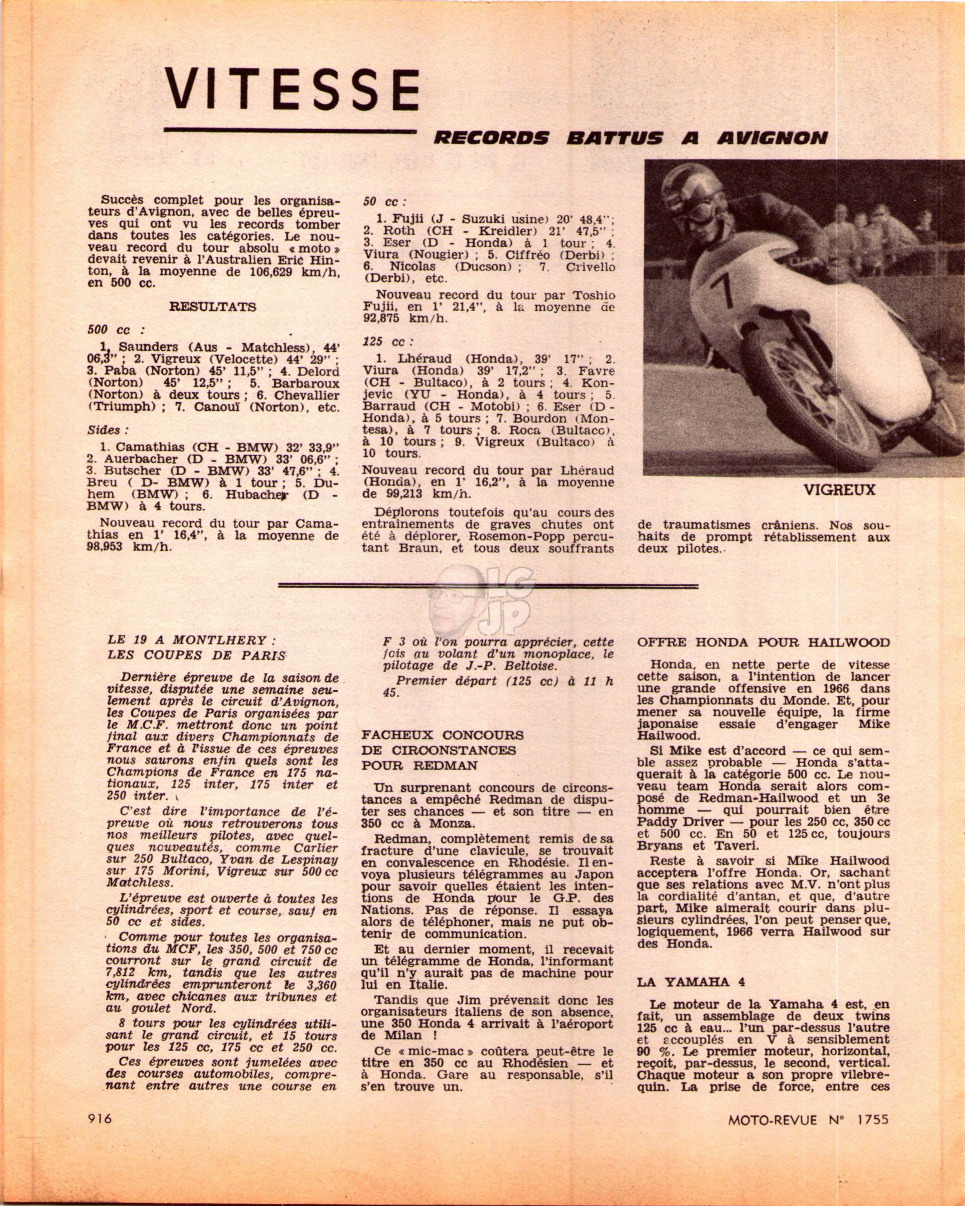 VITESSE
RECORDS BATTUS A AVIGNON
Succès complet pour les organisa-
teurs d'Avignon, avec de belles épreu-
ves qui ont vu les records tomber
dans toutes les catégories. Le nou-
veau record du tour absolu « moto »
devait revenir à l'Australien Eric Hin-
ton, à la moyenne de 106,629 km/h,
en 500 cc.
RESULTATS
500 cc :
1. Saunders (Aus - Matchless), 44'
06,3" ; 2. Vigreux (Velocette) 44' 29" ;
3. Paba (Norton) 45' 11,5" ; 4. Delord
(Norton) 45' 12,5" ; 5. Barbaroux
(Norton) à deux tours ; 6. Chevallier
(Triumph) ; 7. Canouï (Norton), etc.
Sides :
1. Camathias (CH - BMW) 32' 33,9"
2. Auerbacher (D - BMW) 33' 06,6" ;
3. Butscher (D - BMW) 33' 47,6" ; 4.
Breu ( D- BMW) à 1 tour ; 5. Du-
hem (BMW) ; 6. Hubacher (D -
BMW) à 4 tours.
Nouveau record du tour par Cama-
thias en 1' 16,4", à la moyenne de
98,953 km/h.
50 cc :
1. Fujii (J - Suzuki usine) 20' 48,4" ;
2. Roth (CH - Kreidler) 21' 47,5" ;
3. Eser (D - Honda) à 1 tour ; 4.
Viura (Nougier) ; 5. Ciffréo (Derbi) ;
6. Nicolas (Ducson) ; 7. Crivello
(Derbi), etc.
Nouveau record du tour par Toshio
Fujii, en 1' 21,4", à la moyenne de
92,875 km/h.
125 cc :
1. Lhéraud (Honda), 39' 17" ; 2.
Viura (Honda) 39' 17,2" ; 3. Favre
(CH - Bultaco), à 2 tours ; 4. Kon-
jevic (YU - Honda), à 4 tours ; 5.
Barraud (CH - Motobi) ; 6. Eser (D -
Honda), à 5 tours ; 7. Bourdon (Mon-
tesa), à 7 tours ; 8. Roca (Bultaco),
à 10 tours ; 9. Vigreux (Bultaco) à
10 tours.
Nouveau record du tour par Lhéraud
(Honda), en 1' 16,2", à la moyenne
de 99,213 km/h.
Déplorons toutefois qu'au cours des
entraînements de graves chutes ont
été à déplorer, Rosemon-Popp percu-
tant Braun, et tous deux souffrants
7
VIGREUX
de traumatismes crâniens. Nos sou-
haits de prompt rétablissement aux
deux pilotes.
LG
JP
LE 19 A MONTLHERY :
LES COUPES DE PARIS
Dernière épreuve de la saison de
vitesse, disputée une semaine seu-
lement après le circuit d'Avignon,
les Coupes de Paris organisées par
le M.C.F. mettront donc un point
final aux divers Championnats de
France et à l'issue de ces épreuves
nous saurons enfin quels sont les
Champions de France en 175 na-
tionaux, 125 inter, 175 inter et
250 inter.
C'est dire l'importance de l'é-
preuve où nous retrouverons tous
nos meilleurs pilotes, avec quel-
ques nouveautés, comme Carlier
sur 250 Bultaco, Yvan de Lespinay
sur 175 Morini, Vigreux sur 500 cc
Matchless.
L'épreuve est ouverte à toutes les
cylindrées, sport et course, sauf en
50 cc et sides.
Comme pour toutes les organisa-
tions du MCF, les 350, 500 et 750 cc
courront sur le grand circuit de
7,812 km, tandis que les autres
cylindrées emprunteront le 3,360
km, avec chicanes aux tribunes et
au goulet Nord.
8 tours pour les cylindrées utili-
sant le grand circuit, et 15 tours
pour les 125 cc, 175 cc et 250 cc.
Ces épreuves sont jumelées avec
des courses automobiles, compre-
nant entre autres une course en
F 3 où l'on pourra apprécier, cette
fois au volant d'un monoplace, le
pilotage de J.-P. Beltoise.
Premier départ (125 cc) à 11 h
45.
FACHEUX CONCOURS
DE CIRCONSTANCES
POUR REDMAN
Un surprenant concours de circons-
tances a empêché Redman de dispu-
ter ses chances — et son titre — en
350 cc à Monza.
Redman, complètement remis de sa
fracture d'une clavicule, se trouvait
en convalescence en Rhodésie. Il en-
voya plusieurs télégrammes au Japon
pour savoir quelles étaient les inten-
tions de Honda pour le G.P. des
Nations. Pas de réponse. Il essaya
alors de téléphoner, mais ne put ob-
tenir de communication.
Et au dernier moment, il recevait
un télégramme de Honda, l'informant
qu'il n'y aurait pas de machine pour
lui en Italie.
Tandis que Jim prévenait donc les
organisateurs italiens de son absence,
une 350 Honda 4 arrivait à l'aéroport
de Milan !
Ce « mic-mac » coûtera peut-être le
titre en 350 cc au Rhodésien — et
à Honda. Gare au responsable, s'il
s'en trouve un.
OFFRE HONDA POUR HAILWOOD
Honda, en nette perte de vitesse
cette saison, a l'intention de lancer
une grande offensive en 1966 dans
les Championnats du Monde. Et, pour
mener sa nouvelle équipe, la firme
japonaise essaie d'engager Mike
Hailwood.
Si Mike est d'accord — ce qui sem-
ble assez probable — Honda s'atta-
querait à la catégorie 500 cc. Le nou-
veau team Honda serait alors com-
posé de Redman-Hailwood et un 3e
homme — qui pourrait bien être
Paddy Driver — pour les 250 cc, 350 cc
et 500 cc. En 50 et 125 cc, toujours
Bryans et Taveri.
Reste à savoir si Mike Hailwood
acceptera l'offre Honda. Or, sachant
que ses relations avec M.V. n'ont plus
la cordialité d'antan, et que, d'autre
part, Mike aimerait courir dans plu-
sieurs cylindrées, l'on peut penser que,
logiquement, 1966 verra Hailwood sur
des Honda.
LA YAMAHA 4
Le moteur de la Yamaha 4 est, en
fait, un assemblage de deux twins
125 cc à eau... l'un par-dessus l'autre
et accouplés en V à sensiblement
90 %. Le premier moteur, horizontal,
reçoit, par-dessus, le second, vertical.
Chaque moteur a son propre vilebre-
quin. La prise de force, entre ces
916
MOTO-REVUE N° 1755